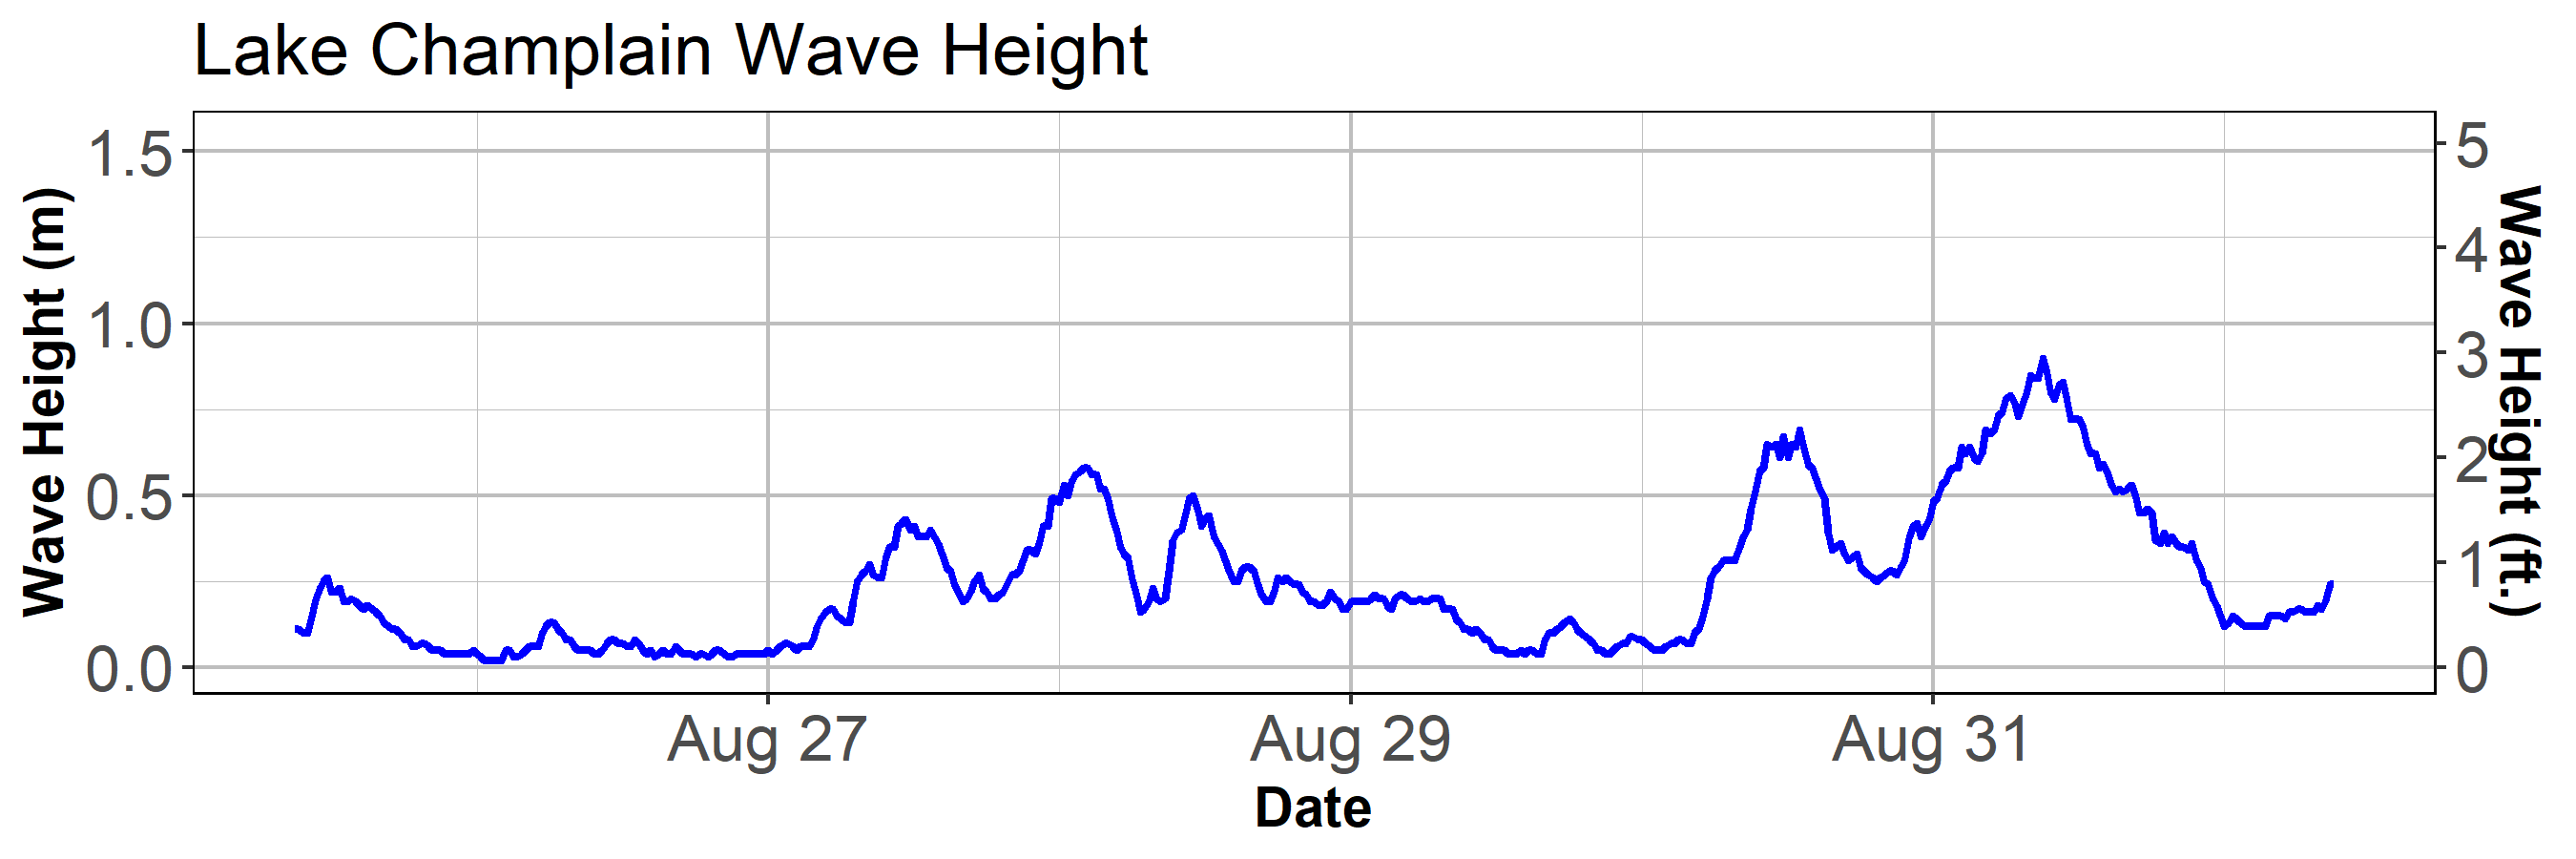 Lake Champlain Wave Height
Wave Height (m)
1.5
1.0
0.5
0.0
5
4
3
2
1
0
Wave Height (ft.)
Aug 27
Aug 29
Aug 31
Date